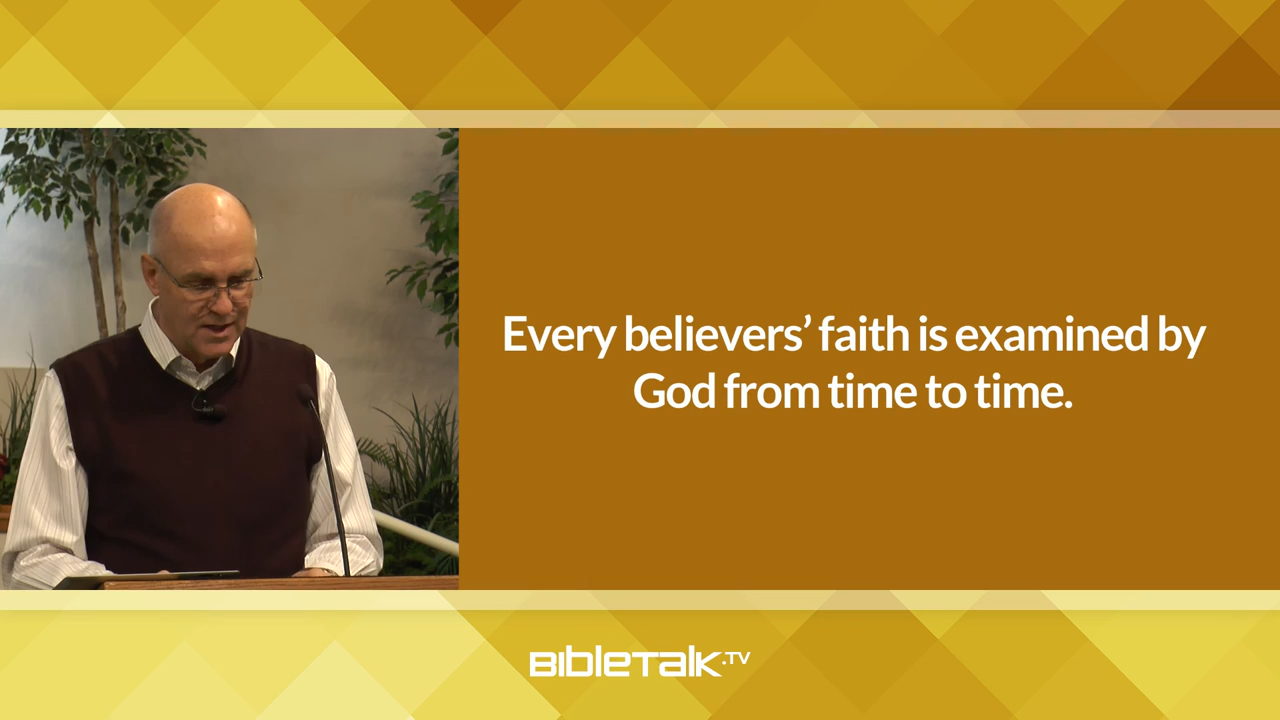 Every believers’ faith is examined by
God from time to time.
BibleTalk.TV